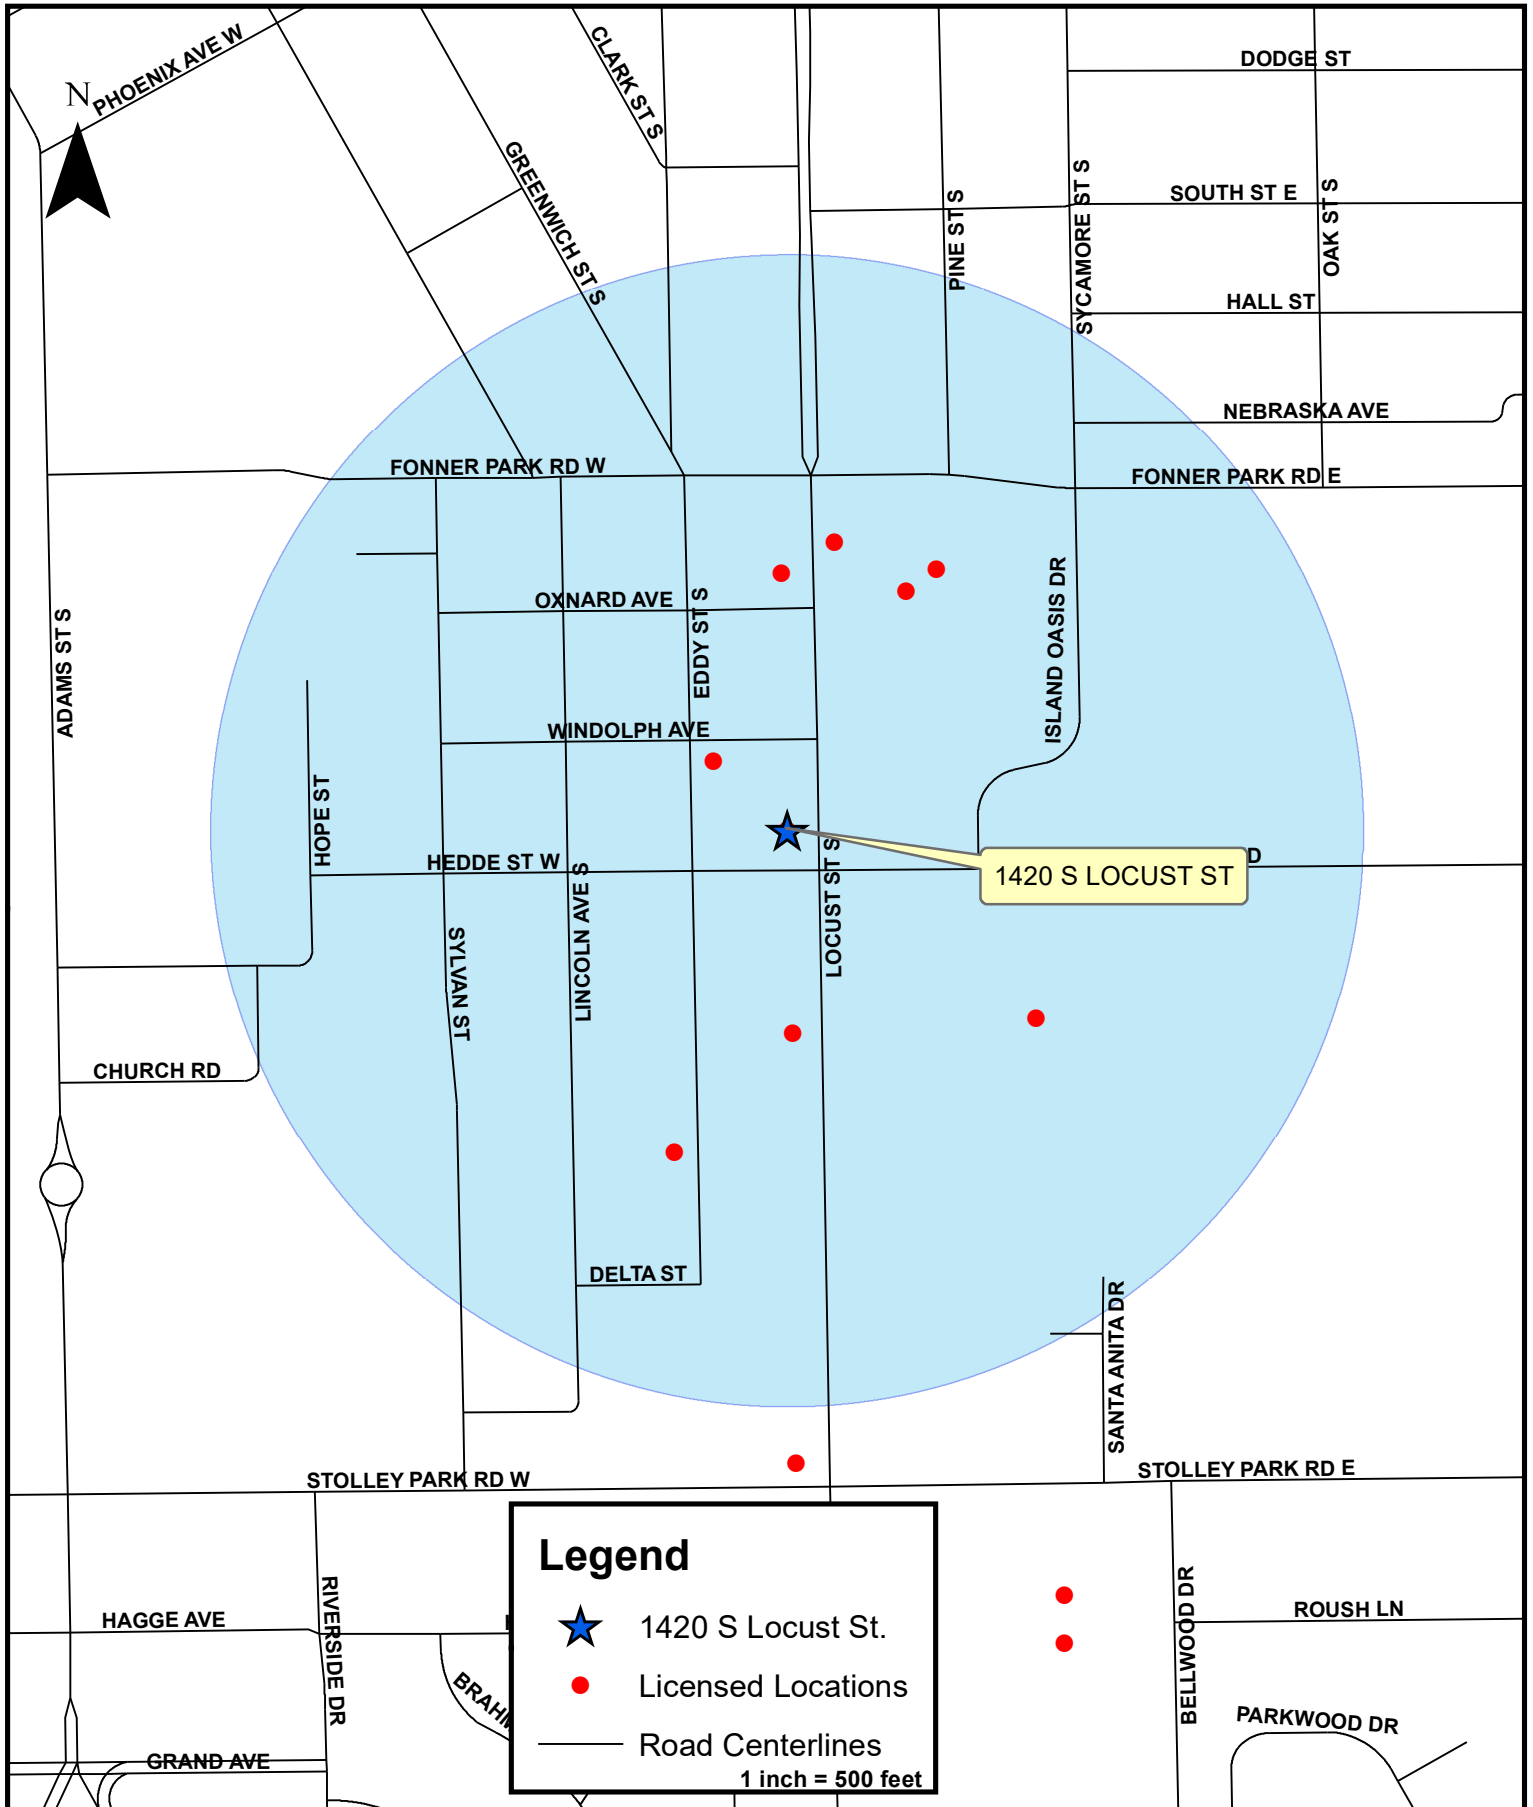 PHOENIX AVE W
N
CLARK ST S
DODGE ST
GREENWICH ST S
PINE ST S
SYCAMORE ST S
SOUTH ST E
OAK ST S
HALL ST
NEBRASKA AVE
FONNER PARK RD W
FONNER PARK RD E
OXNARD AVE
EDDY ST S
ISLAND OASIS DR
ADAMS ST S
WINDOLPH AVE
HOPE ST
HEDDE ST W
LOCUST ST S
1420 S LOCUST ST
D
LINCOLN AVE S
SYLVAN ST
CHURCH RD
DELTA ST
SANTA ANITA DR
STOLLEY PARK RD W
STOLLEY PARK RD E
Legend
1420 S Locust St.
Licensed Locations
Road Centerlines
1 inch = 500 feet
HAGGE AVE
RIVERSIDE DR
BELLWOOD DR
ROUSH LN
PARKWOOD DR
GRAND AVE